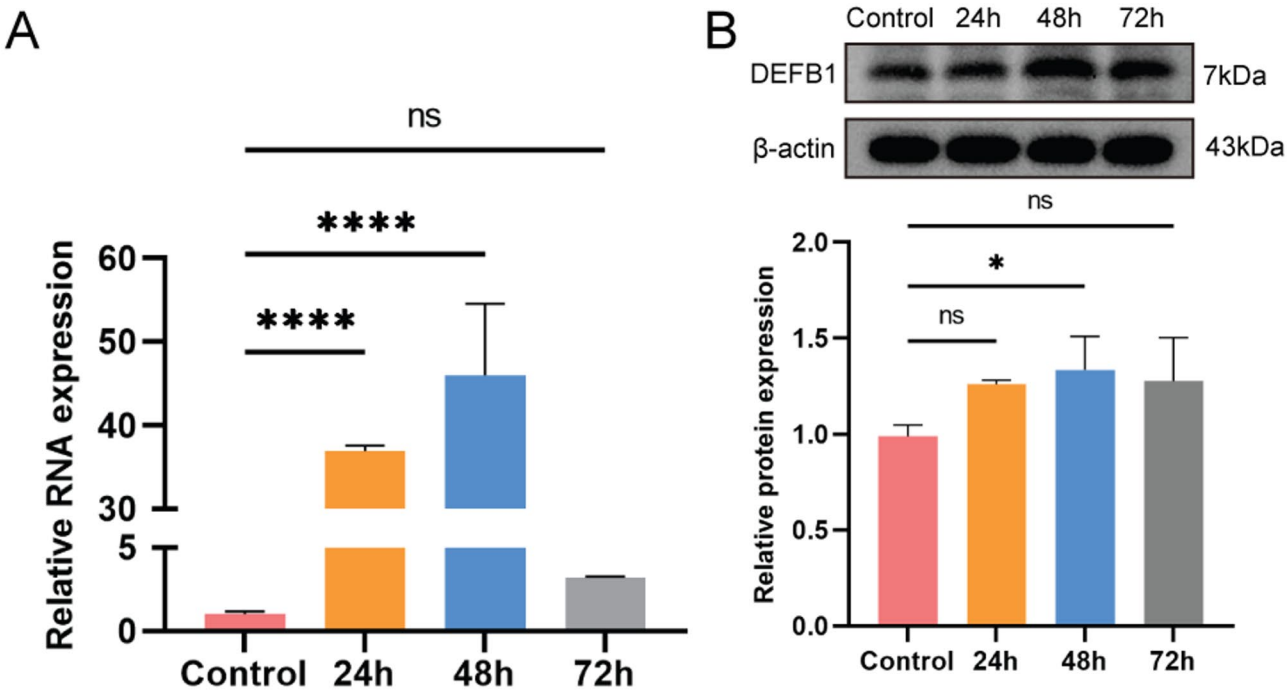 A
ns
****
****
Relative RNA expression
60
50
40
30
5
0
Control 24h 48h 72h
B
Control 24h 48h 72h
DEFB1 7kDa
β-actin 43kDa
ns
*
ns
Relative protein expression
2.0
1.5
1.0
0.5
0.0
Control 24h 48h 72h